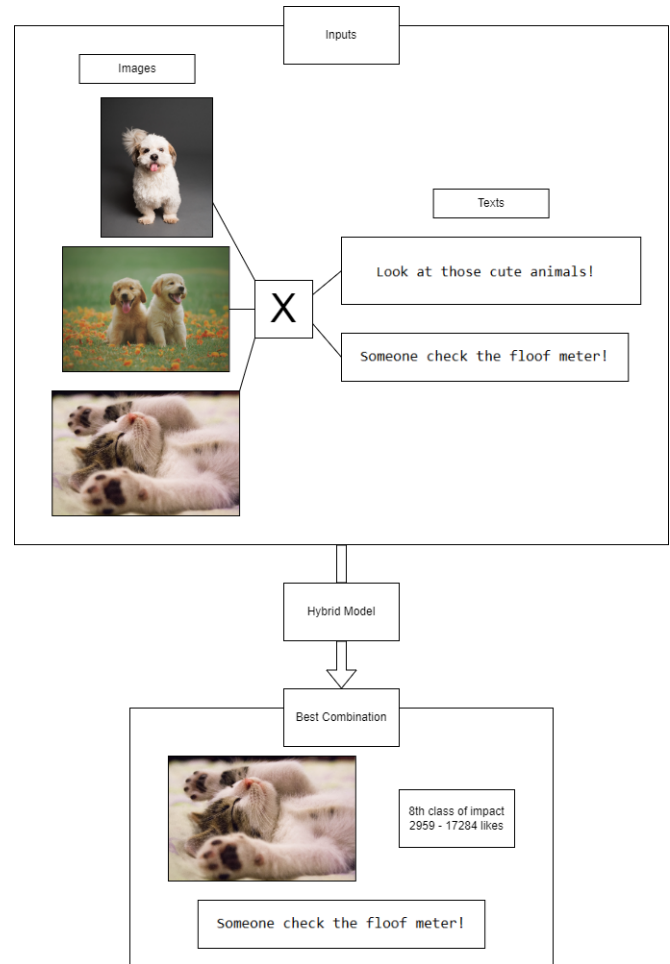 Inputs
Images
Texts
X
Look at those cute animals!
Someone check the floof meter!
Hybrid Model
Best Combination
8th class of impact
2959 - 17284 likes
Someone check the floof meter!